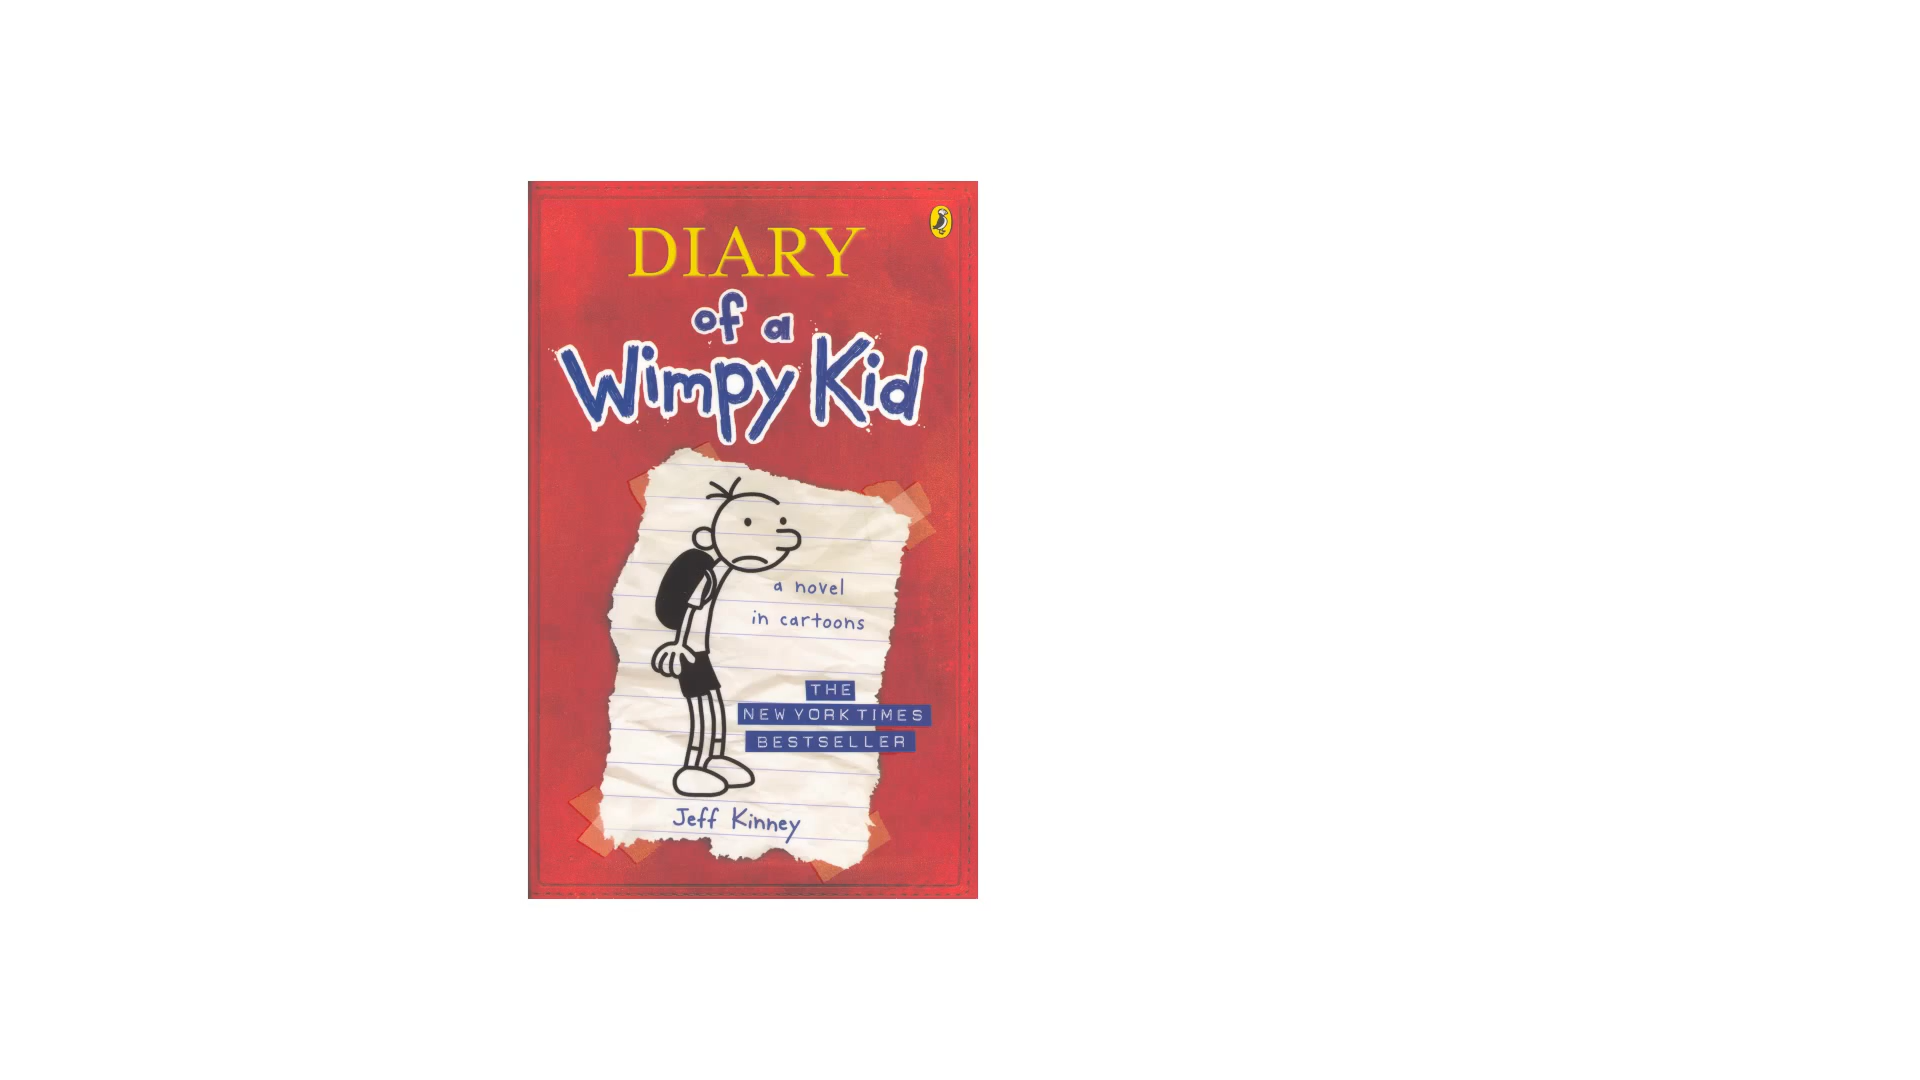 DIARY
of a
Wimpy Kid
a novel
in cartoons
THE
NEW YORK TIMES
BESTSELLER
Jeff Kinney